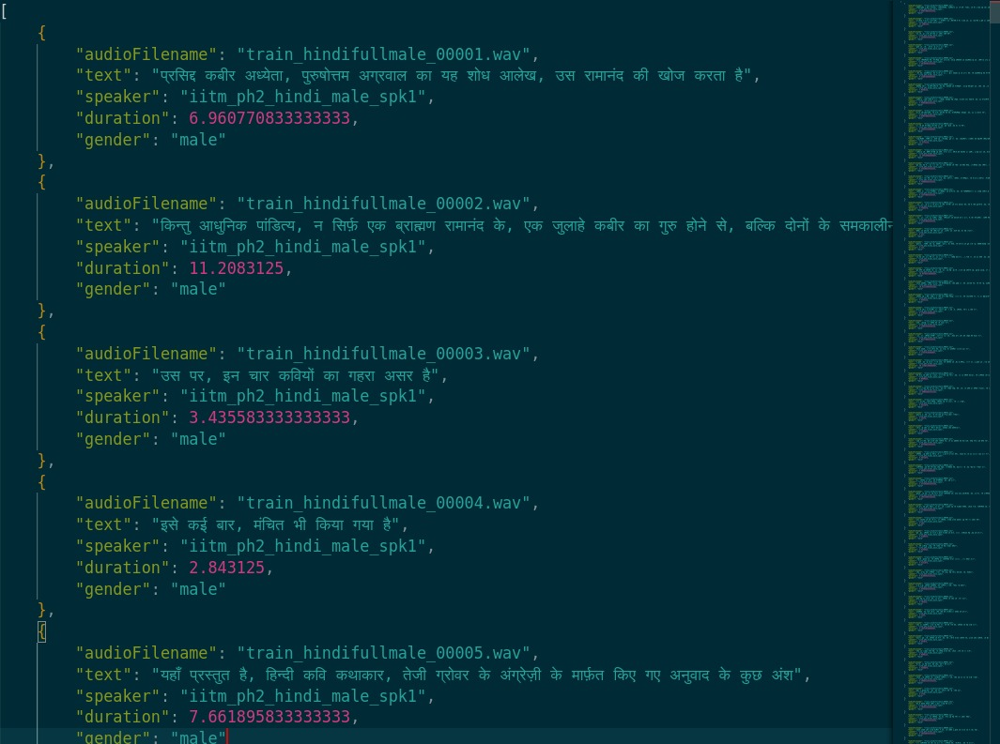 [
{
"audioFilename": "train_hindifullmale_00001.wav",
"text": "प्रसिद्द कबीर अध्येता, पुरुषोत्तम अग्रवाल का यह शोध आलेख, उस रामानंद की खोज करता है",
"speaker": "iitm_ph2_hindi_male_spk1",
"duration": 6.960770833333333,
"gender": "male"
},
{
"audioFilename": "train_hindifullmale_00002.wav",
"text": "किन्तु आधुनिक पांडित्य, न सिर्फ़ एक ब्राह्मण रामानंद के, एक जुलाहे कबीर का गुरु होने से, बल्कि दोनों के समकालीन
"speaker": "iitm_ph2_hindi_male_spk1",
"duration": 11.2083125,
"gender": "male"
},
{
"audioFilename": "train_hindifullmale_00003.wav",
"text": "उस पर, इन चार कवियों का गहरा असर है",
"speaker": "iitm_ph2_hindi_male_spk1",
"duration": 3.435583333333333,
"gender": "male"
},
{
"audioFilename": "train_hindifullmale_00004.wav",
"text": "इसे कई बार, मंचित भी किया गया है",
"speaker": "iitm_ph2_hindi_male_spk1",
"duration": 2.843125,
"gender": "male"
},
{
"audioFilename": "train_hindifullmale_00005.wav",
"text": "यहाँ प्रस्तुत है, हिन्दी कवि कथाकार, तेजी ग्रोवर के अंग्रेज़ी के मार्फ़त किए गए अनुवाद के कुछ अंश",
"speaker": "iitm_ph2_hindi_male_spk1",
"duration": 7.661895833333333,
"gender": "male"